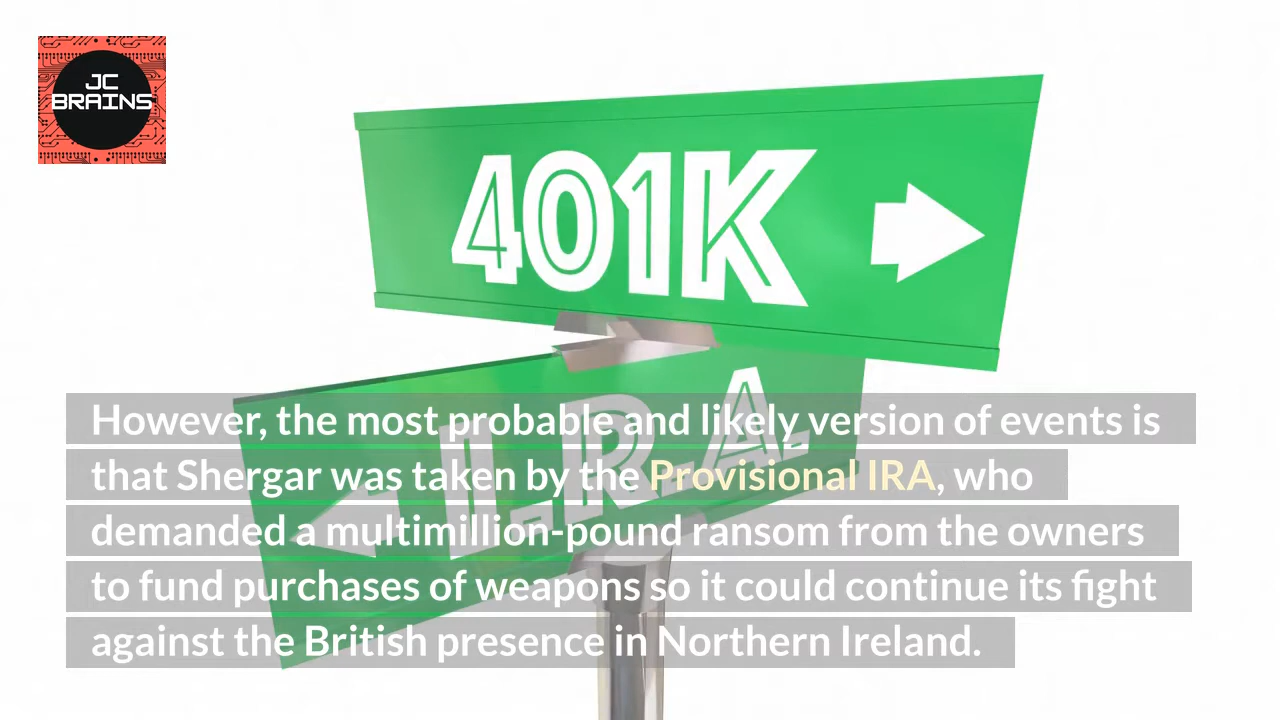 JC
BRAINS
401K
I.R.A.
However, the most probable and likely version of events is
that Shergar was taken by the Provisional IRA, who
demanded a multimillion-pound ransom from the owners
to fund purchases of weapons so it could continue its fight
against the British presence in Northern Ireland.